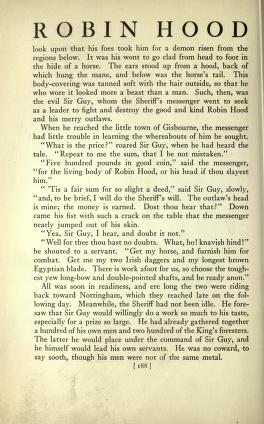 ROBIN HOOD
look upon that his foes took him for a demon risen from the
regions below. It was his wont to go clad from head to foot in
the hide of a horse. The ears stood up from a hood, back of
which hung the mane, and below was the horse's tail. This
body-covering was tanned soft with the hair outside, so that he
who wore it looked more a beast than a man. Such, then, was
the evil Sir Guy, whom the Sheriff's messenger went to seek
as a leader to fight and destroy the good and kind Robin Hood
and his merry outlaws.
When he reached the little town of Gisbourne, the messenger
had little trouble in learning the whereabouts of him he sought.
"What is the price?" roared Sir Guy, when he had heard the
tale. "Repeat to me the sum, that I be not mistaken."
"Five hundred pounds in good coin," said the messenger,
"for the living body of Robin Hood, or his head if thou slayest
him."
"'Tis a fair sum for so slight a deed," said Sir Guy, slowly,
"and, to be brief, I will do the Sheriff's will. The outlaw's head
is mine; the money is earned. Dost thou hear that?" Down
came his fist with such a crack on the table that the messenger
nearly jumped out of his skin.
"Yea, Sir Guy, I hear, and doubt it not."
"Well for thee thou hast no doubts. What, ho! knavish hind!"
he shouted to a servant. "Get my horse, and furnish him for
combat. Get me my two Irish daggers and my longest brown
Egyptian blade. There is work afoot for us, so choose the tough-
est yew long-bow and double-pointed shafts, and be ready anon."
All was soon in readiness, and ere long the two were riding
back toward Nottingham, which they reached late on the fol-
lowing day. Meanwhile, the Sheriff had not been idle. He fore-
saw that Sir Guy would willingly do a work so much to his taste,
especially for a prize so large. He had already gathered together
a hundred of his own men and two hundred of the King's foresters.
The latter he would place under the command of Sir Guy, and
he himself would lead his own servants. He was no coward, to
say sooth, though his men were not of the same metal.
[ 188 ]